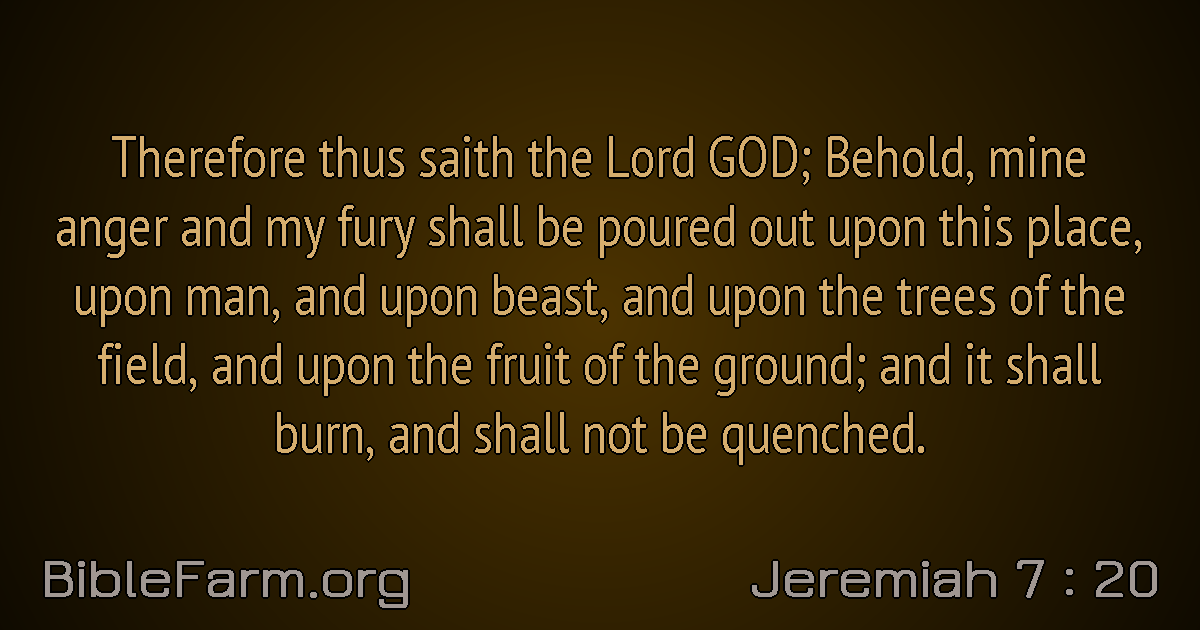 Therefore thus saith the Lord GOD; Behold, mine
anger and my fury shall be poured out upon this place,
upon man, and upon beast, and upon the trees of the
field, and upon the fruit of the ground; and it shall
burn, and shall not be quenched.
BibleFarm.org
Jeremiah 7 : 20